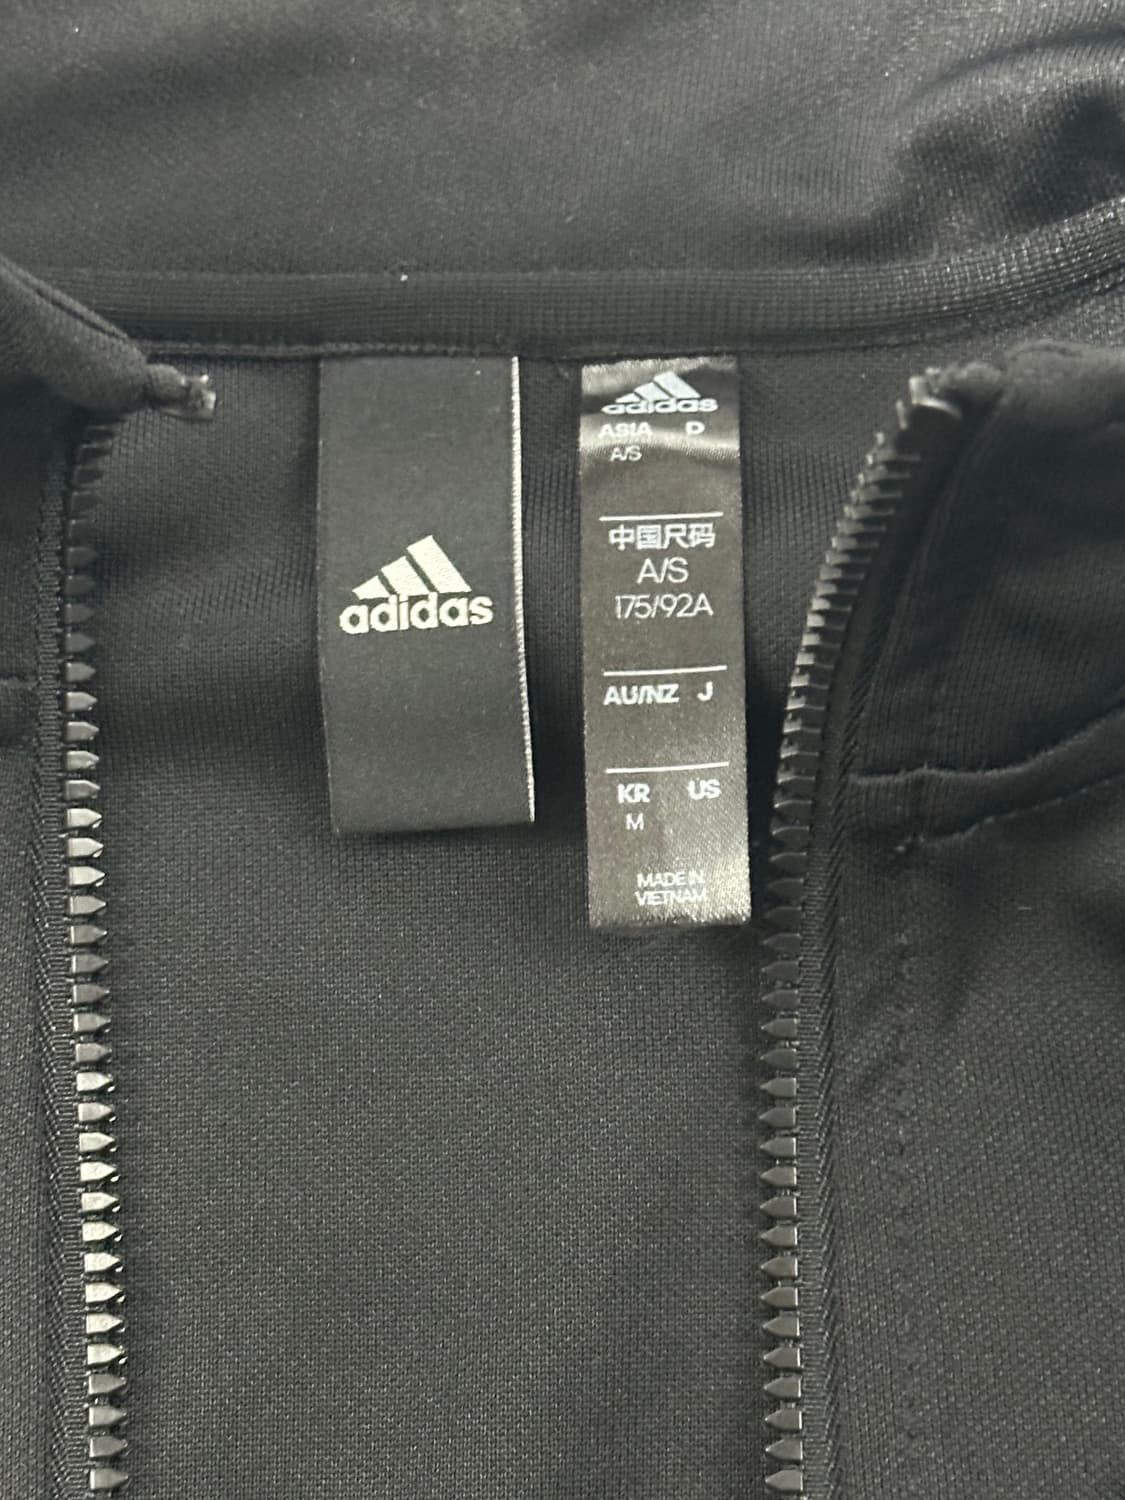 adidas
adidas
ASIA D
A/S
中国尺码
A/S
175/92A
AU/NZ J
KR US
M
MADE IN
VIETNAM